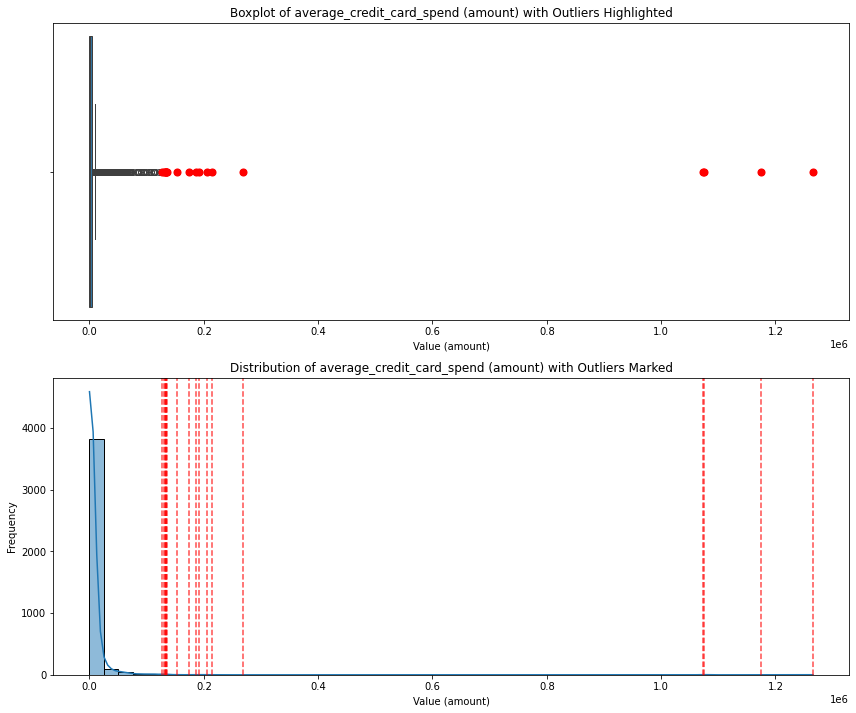 Boxplot of average_credit_card_spend (amount) with Outliers Highlighted
0.0 0.2 0.4 0.6 0.8 1.0 1.2
1e6
Value (amount)
Distribution of average_credit_card_spend (amount) with Outliers Marked
Frequency
4000
3000
2000
1000
0
0.0 0.2 0.4 0.6 0.8 1.0 1.2
1e6
Value (amount)